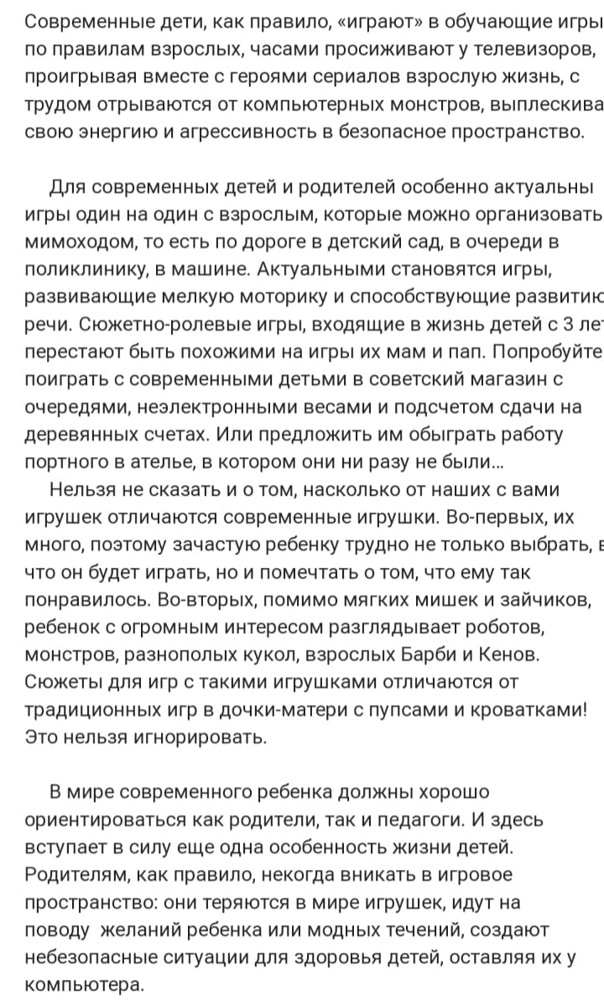 Современные дети, как правило, «играют» в обучающие игры
по правилам взрослых, часами просиживают у телевизоров,
проигрывая вместе с героями сериалов взрослую жизнь, с
трудом отрываются от компьютерных монстров, выплескива
свою энергию и агрессивность в безопасное пространство.
Для современных детей и родителей особенно актуальны
игры один на один с взрослым, которые можно организовать
мимоходом, то есть по дороге в детский сад, в очереди в
поликлинику, в машине. Актуальными становятся игры,
развивающие мелкую моторику и способствующие развитию
речи. Сюжетно-ролевые игры, входящие в жизнь детей с 3 лет
перестают быть похожими на игры их мам и пап. Попробуйте
поиграть с современными детьми в советский магазин с
очередями, неэлектронными весами и подсчетом сдачи на
деревянных счетах. Или предложить им обыграть работу
портного в ателье, в котором они ни разу не были...
Нельзя не сказать и о том, насколько от наших с вами
игрушек отличаются современные игрушки. Во-первых, их
много, поэтому зачастую ребенку трудно не только выбрать, в
что он будет играть, но и помечтать о том, что ему так
понравилось. Во-вторых, помимо мягких мишек и зайчиков,
ребенок с огромным интересом разглядывает роботов,
монстров, разнополых кукол, взрослых Барби и Кенов.
Сюжеты для игр с такими игрушками отличаются от
традиционных игр в дочки-матери с пупсами и кроватками!
Это нельзя игнорировать.
В мире современного ребенка должны хорошо
ориентироваться как родители, так и педагоги. И здесь
вступает в силу еще одна особенность жизни детей.
Родителям, как правило, некогда вникать в игровое
пространство: они теряются в мире игрушек, идут на
поводу желаний ребенка или модных течений, создают
небезопасные ситуации для здоровья детей, оставляя их у
компьютера.